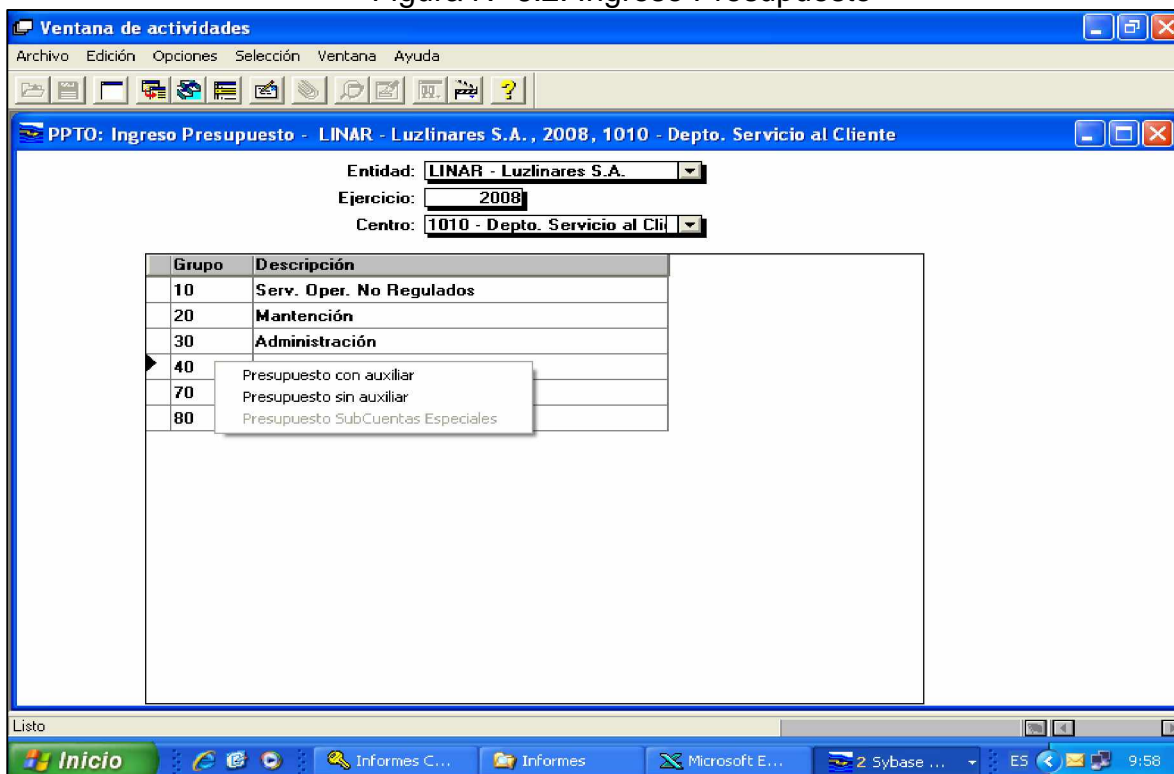 Ventana de actividades
Archivo Edición Opciones Selección Ventana Ayuda
PPTO: Ingreso Presupuesto - LINAR - Luzlinares S.A., 2008, 1010 - Depto. Servicio al Cliente
Entidad: LINAR - Luzlinares S.A.
Ejercicio: 2008
Centro: 1010 - Depto. Servicio al Cli
Grupo Descripción
10 Serv. Oper. No Regulados
20 Mantención
30 Administración
40
Presupuesto con auxiliar
70
Presupuesto sin auxiliar
80
Presupuesto SubCuentas Especiales
Listo
Inicio Informes C... Informes Microsoft E... 2 Sybase ... ES 9:58